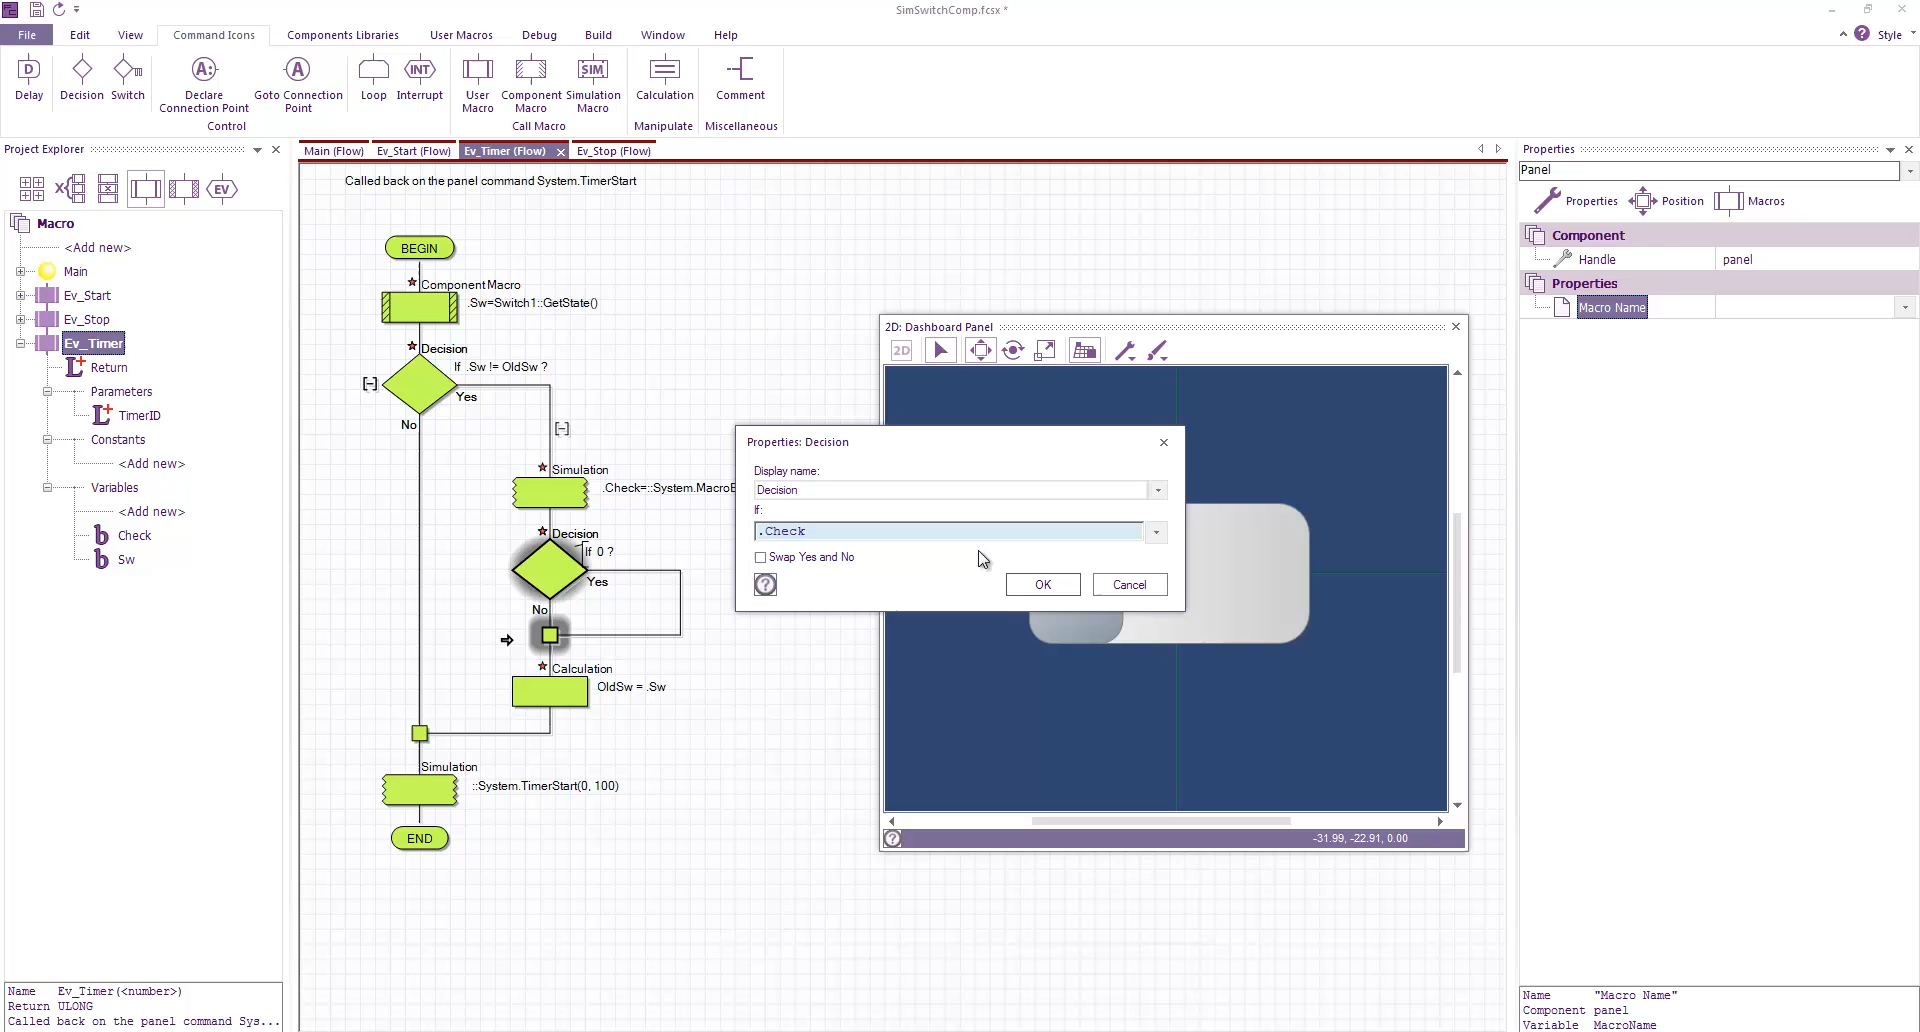 SimSwitchComp.fcsx *
File Edit View Command Icons Components Libraries User Macros Debug Build Window Help Style
D
A:-
A
INT
SIM
Delay Decision Switch Declare Connection Point Goto Connection Point Loop Interrupt User Macro Component Macro Simulation Macro Calculation Comment
Control Call Macro Manipulate Miscellaneous
Project Explorer
EV
Macro
<Add new>
Main
Ev_Start
Ev_Stop
Ev_Timer
Return
Parameters
TimerID
Constants
<Add new>
Variables
<Add new>
Check
Sw
Name Ev_Timer(<number>)
Return ULONG
Called back on the panel command Sys...
Main (Flow) Ev_Start (Flow) Ev_Timer (Flow) Ev_Stop (Flow)
Called back on the panel command System.TimerStart
BEGIN
Component Macro
.Sw=Switch1::GetState()
Decision
If .Sw != OldSw ?
Yes
No
Simulation
.Check=::System.MacroE
Decision
If 0 ?
Yes
No
Calculation
OldSw = .Sw
Simulation
::System.TimerStart(0, 100)
END
2D: Dashboard Panel
2D
-31.99, -22.91, 0.00
Properties: Decision
Display name:
Decision
If:
.Check
Swap Yes and No
OK Cancel
Properties
Panel
Properties Position Macros
Component
Handle panel
Properties
Macro Name
Name "Macro Name"
Component panel
Variable MacroName